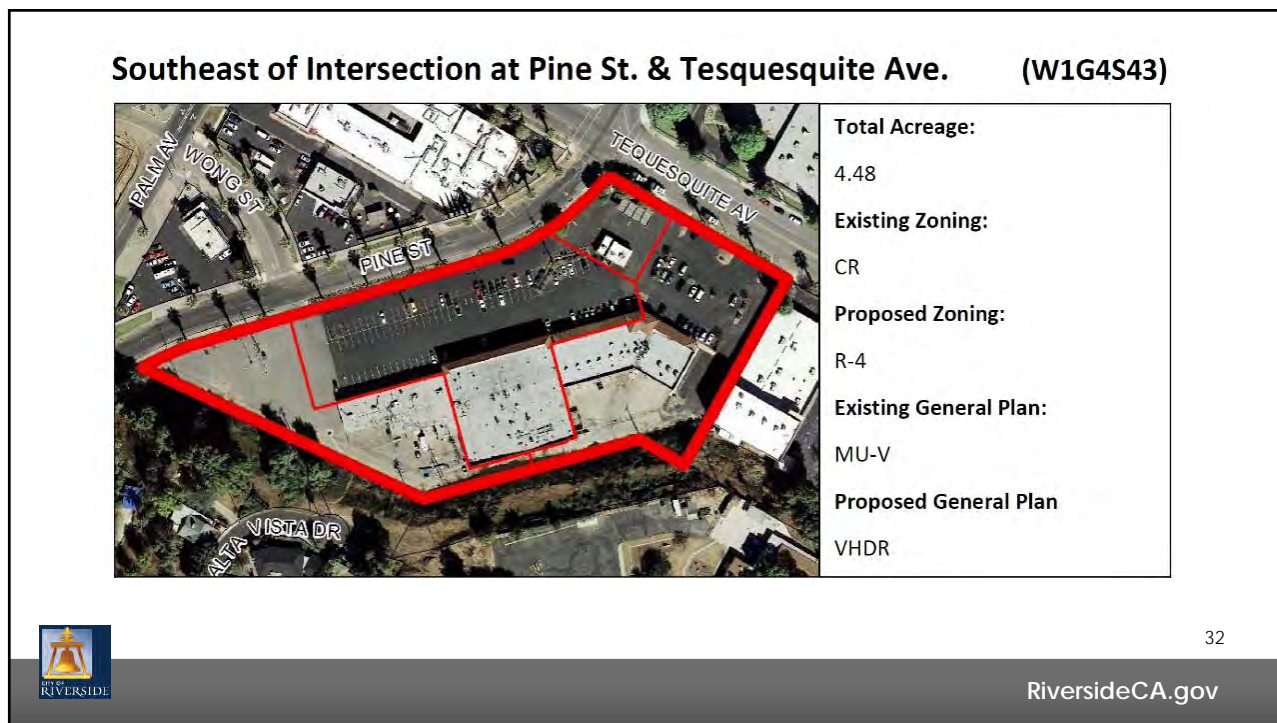 Southeast of Intersection at Pine St. & Tesquesquite Ave. (W1G4S43)
PALM AV
WONG ST
PINE ST
TEQUESQUITE AV
ALTA VISTA DR
Total Acreage:
4.48
Existing Zoning:
CR
Proposed Zoning:
R-4
Existing General Plan:
MU-V
Proposed General Plan
VHDR
32
CITY OF
RIVERSIDE
RiversideCA.gov